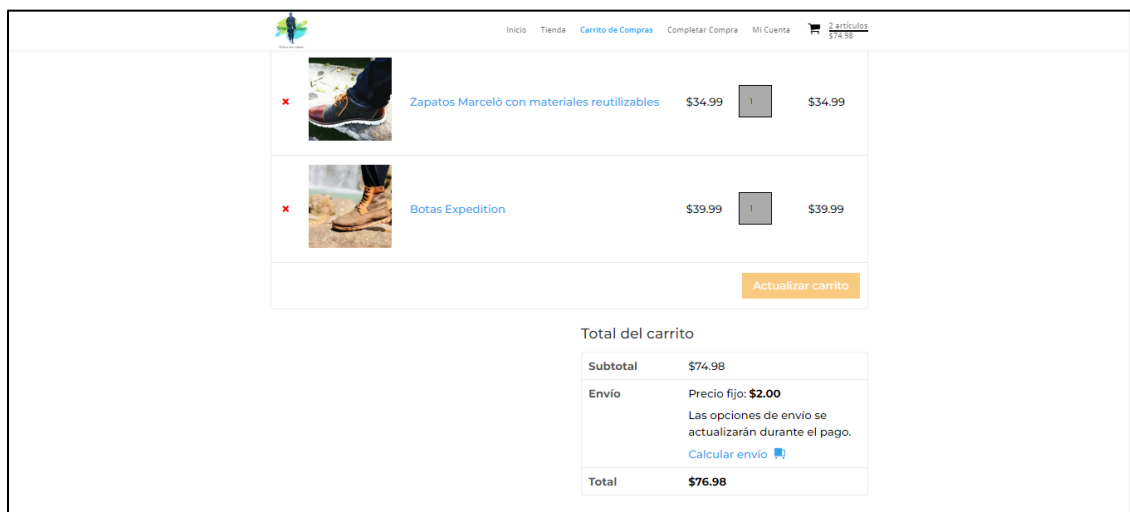 Inicio Tienda Carrito de Compras Completar Compra Mi Cuenta 2 artículos
$74.98
× Zapatos Marcelò con materiales reutilizables $34.99 1 $34.99
× Botas Expedition $39.99 1 $39.99
Actualizar carrito
Total del carrito
Subtotal $74.98
Envío Precio fijo: $2.00
Las opciones de envío se
actualizarán durante el pago.
Calcular envío
Total $76.98